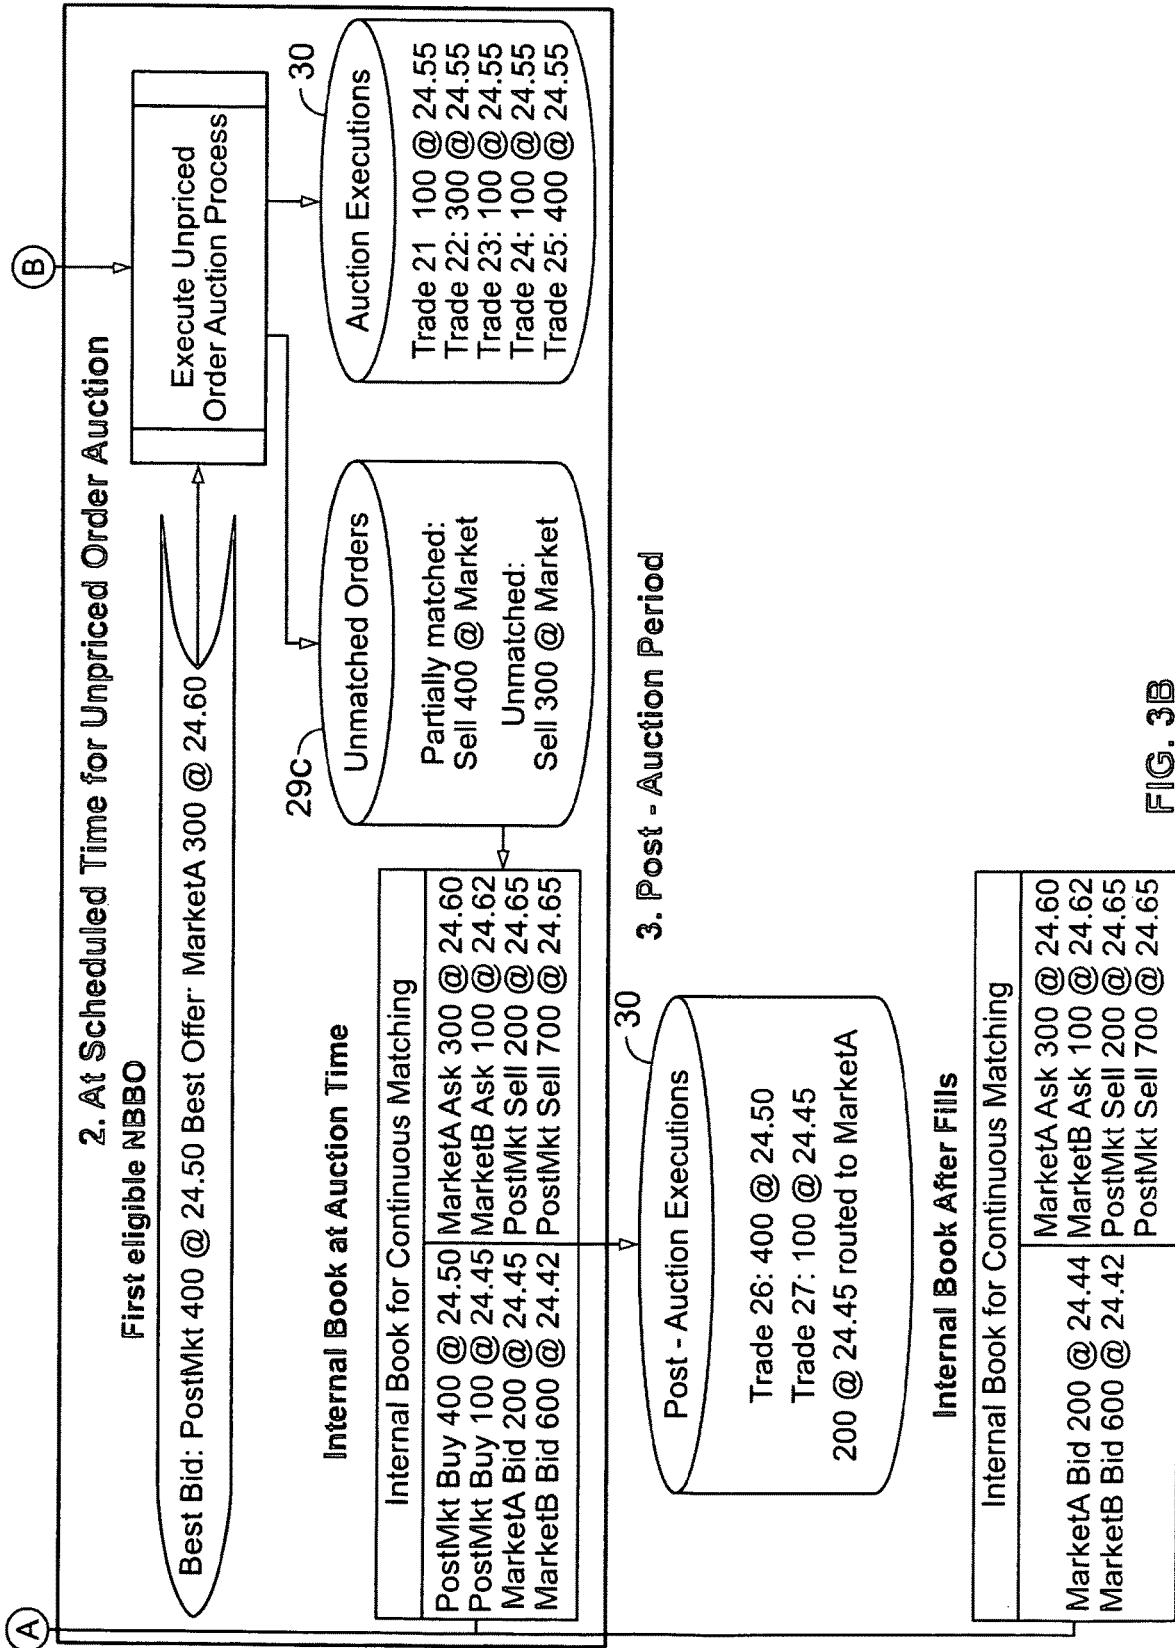 A
B
2. At Scheduled Time for Unpriced Order Auction
First eligible NBBO
Best Bid: PostMkt 400 @ 24.50 Best Offer: MarketA 300 @ 24.60
Execute Unpriced
Order Auction Process
Internal Book at Auction Time
Internal Book for Continuous Matching
PostMkt Buy 400 @ 24.50 MarketA Ask 300 @ 24.60
PostMkt Buy 100 @ 24.45 MarketB Ask 100 @ 24.62
MarketA Bid 200 @ 24.45 PostMkt Sell 200 @ 24.65
MarketB Bid 600 @ 24.42 PostMkt Sell 700 @ 24.65
29C
Unmatched Orders
Partially matched:
Sell 400 @ Market
Unmatched:
Sell 300 @ Market
30
Auction Executions
Trade 21 100 @ 24.55
Trade 22: 300 @ 24.55
Trade 23: 100 @ 24.55
Trade 24: 100 @ 24.55
Trade 25: 400 @ 24.55
3. Post - Auction Period
30
Post - Auction Executions
Trade 26: 400 @ 24.50
Trade 27: 100 @ 24.45
200 @ 24.45 routed to MarketA
Internal Book After Fills
Internal Book for Continuous Matching
MarketA Bid 200 @ 24.44 MarketA Ask 300 @ 24.60
MarketB Bid 600 @ 24.42 MarketB Ask 100 @ 24.62
PostMkt Sell 200 @ 24.65
PostMkt Sell 700 @ 24.65
FIG. 3B